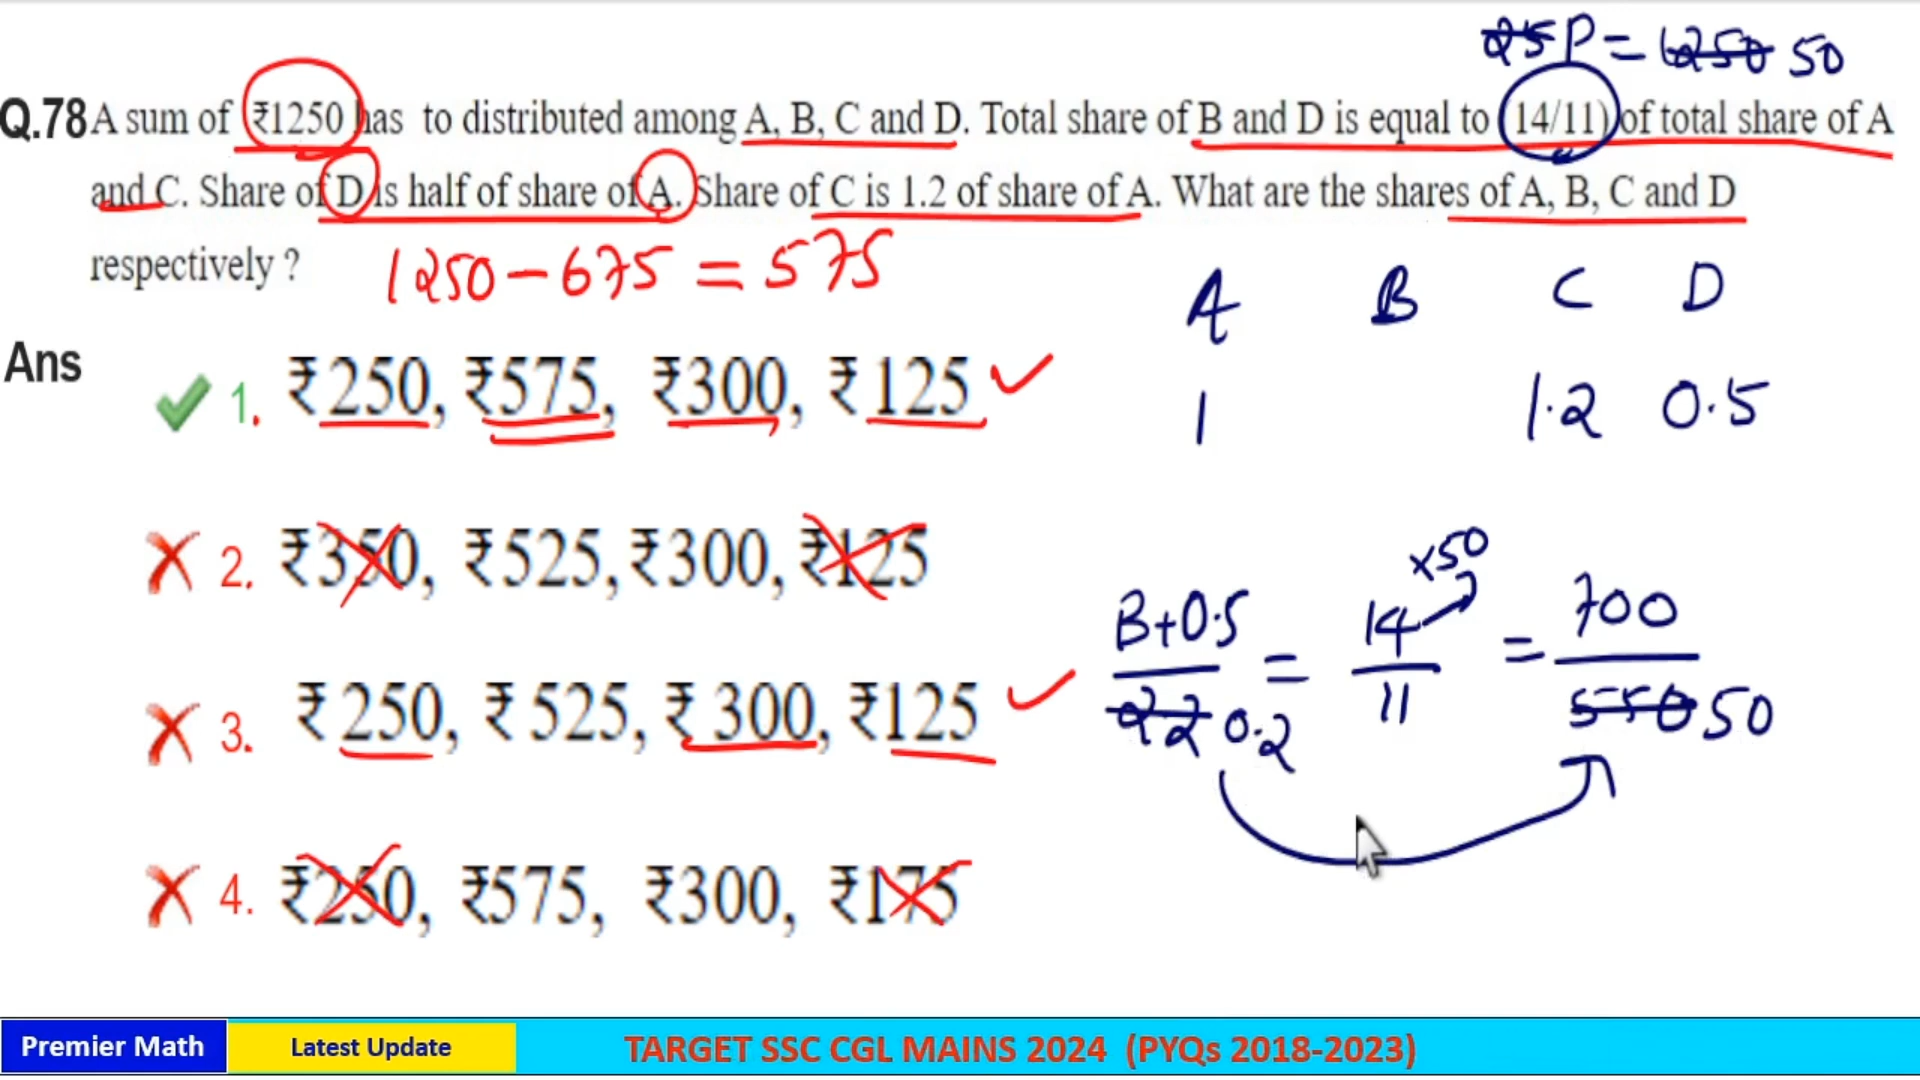 25 P = 1250 50
Q.78 A sum of ₹1250 has to distributed among A, B, C and D. Total share of B and D is equal to (14/11) of total share of A
and C. Share of D is half of share of A. Share of C is 1.2 of share of A. What are the shares of A, B, C and D
respectively ?
1250 - 675 = 575
A B C D
1 1.2 0.5
Ans
1. ₹250, ₹575, ₹300, ₹125
2. ₹350, ₹525, ₹300, ₹125
3. ₹250, ₹525, ₹300, ₹125
4. ₹250, ₹575, ₹300, ₹175
×50
B+0.5 = 14 = 700
2.2 0.2 11 550 50
Premier Math
Latest Update
TARGET SSC CGL MAINS 2024 (PYQs 2018-2023)